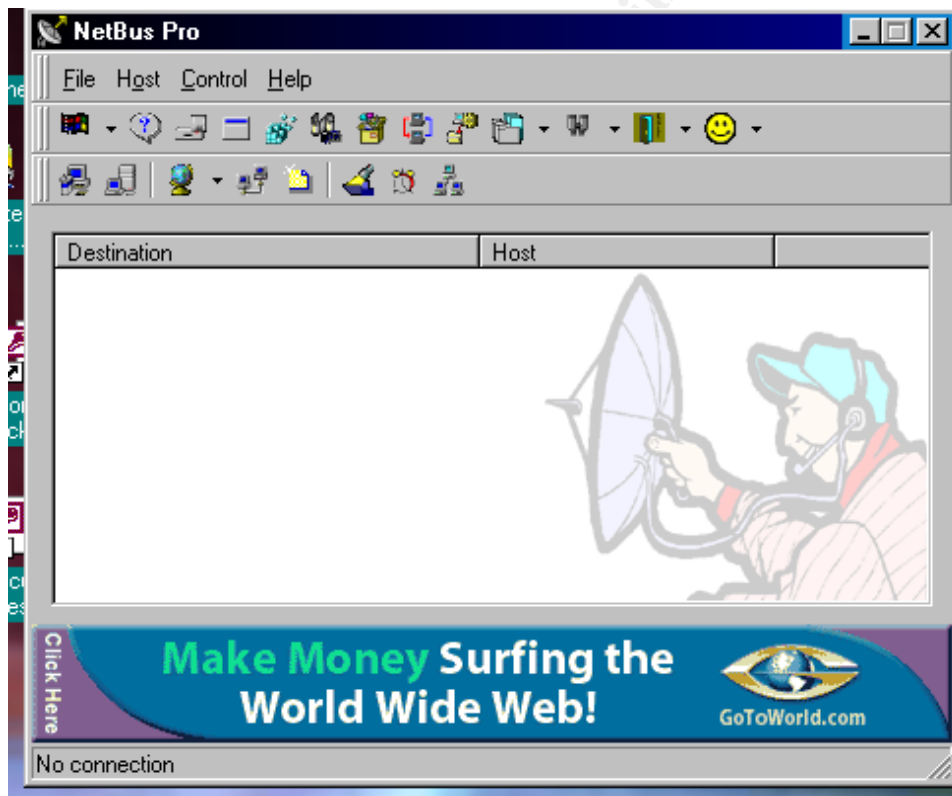 NetBus Pro
File Host Control Help
Destination Host
Click Here
Make Money Surfing the
World Wide Web!
GoToWorld.com
No connection